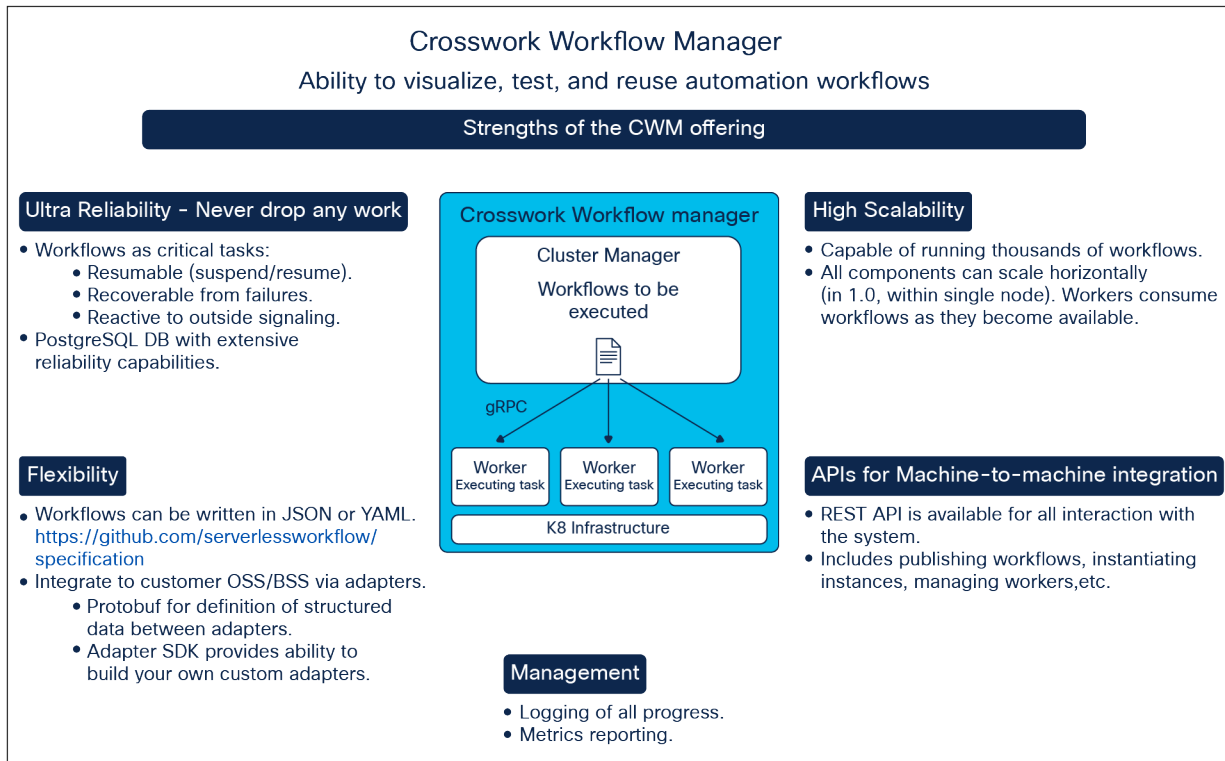 Crosswork Workflow Manager
Ability to visualize, test, and reuse automation workflows
Strengths of the CWM offering
Ultra Reliability - Never drop any work
• Workflows as critical tasks:
• Resumable (suspend/resume).
• Recoverable from failures.
• Reactive to outside signaling.
• PostgreSQL DB with extensive
reliability capabilities.
Crosswork Workflow manager
Cluster Manager
Workflows to be
executed
gRPC
Worker
Executing task
Worker
Executing task
Worker
Executing task
K8 Infrastructure
High Scalability
• Capable of running thousands of workflows.
• All components can scale horizontally
(in 1.0, within single node). Workers consume
workflows as they become available.
Flexibility
• Workflows can be written in JSON or YAML.
https://github.com/serverlessworkflow/
specification
• Integrate to customer OSS/BSS via adapters.
• Protobuf for definition of structured
data between adapters.
• Adapter SDK provides ability to
build your own custom adapters.
APIs for Machine-to-machine integration
• REST API is available for all interaction with
the system.
• Includes publishing workflows, instantiating
instances, managing workers,etc.
Management
• Logging of all progress.
• Metrics reporting.